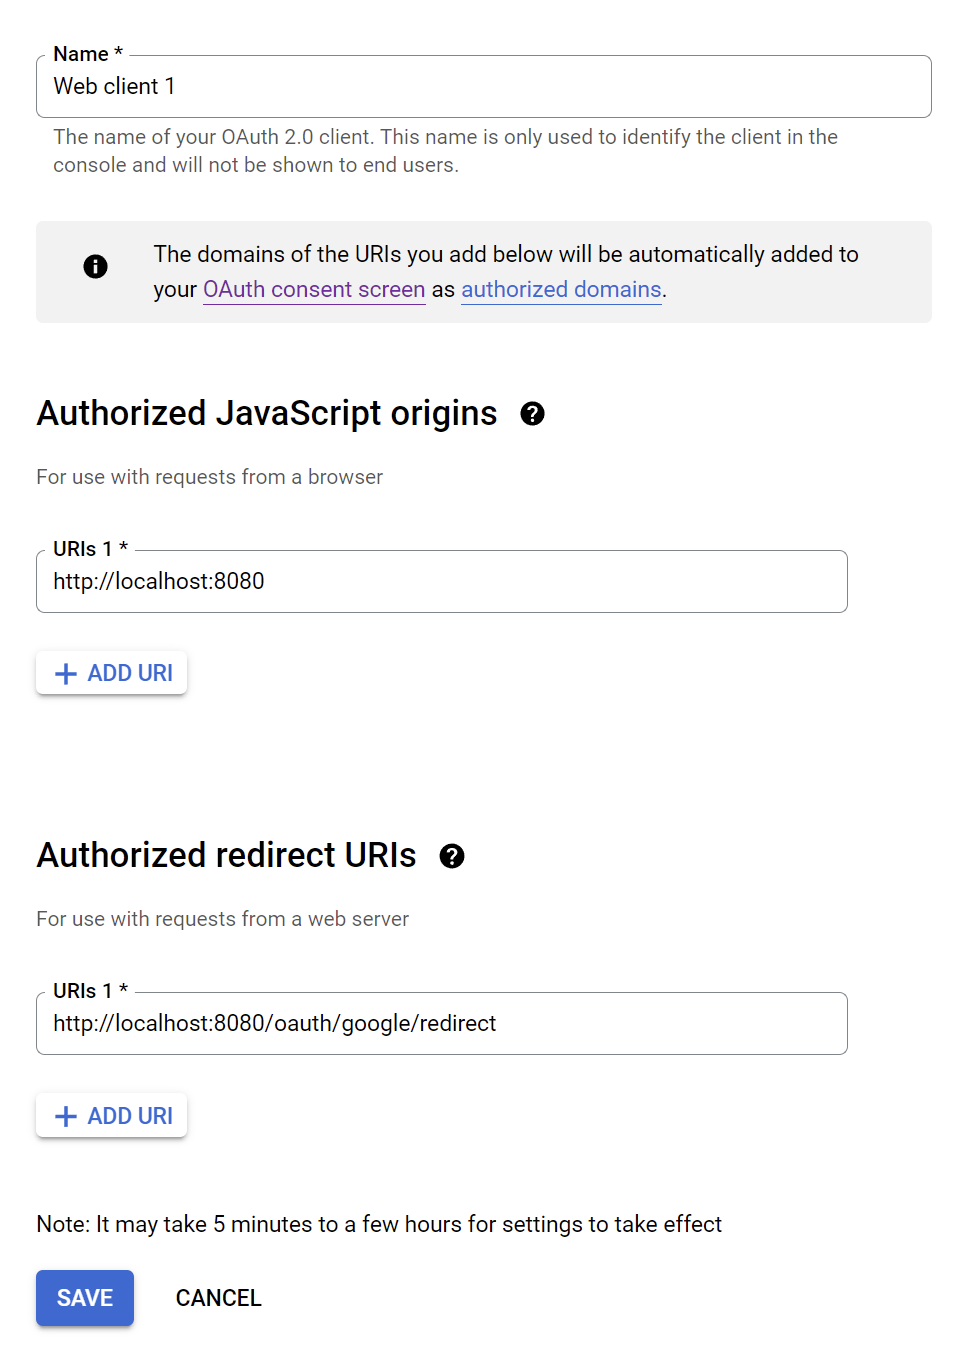 Name *
Web client 1
The name of your OAuth 2.0 client. This name is only used to identify the client in the
console and will not be shown to end users.
The domains of the URIs you add below will be automatically added to
your OAuth consent screen as authorized domains.
Authorized JavaScript origins
For use with requests from a browser
URIs 1 *
http://localhost:8080
ADD URI
Authorized redirect URIs
For use with requests from a web server
URIs 1 *
http://localhost:8080/oauth/google/redirect
ADD URI
Note: It may take 5 minutes to a few hours for settings to take effect
SAVE CANCEL